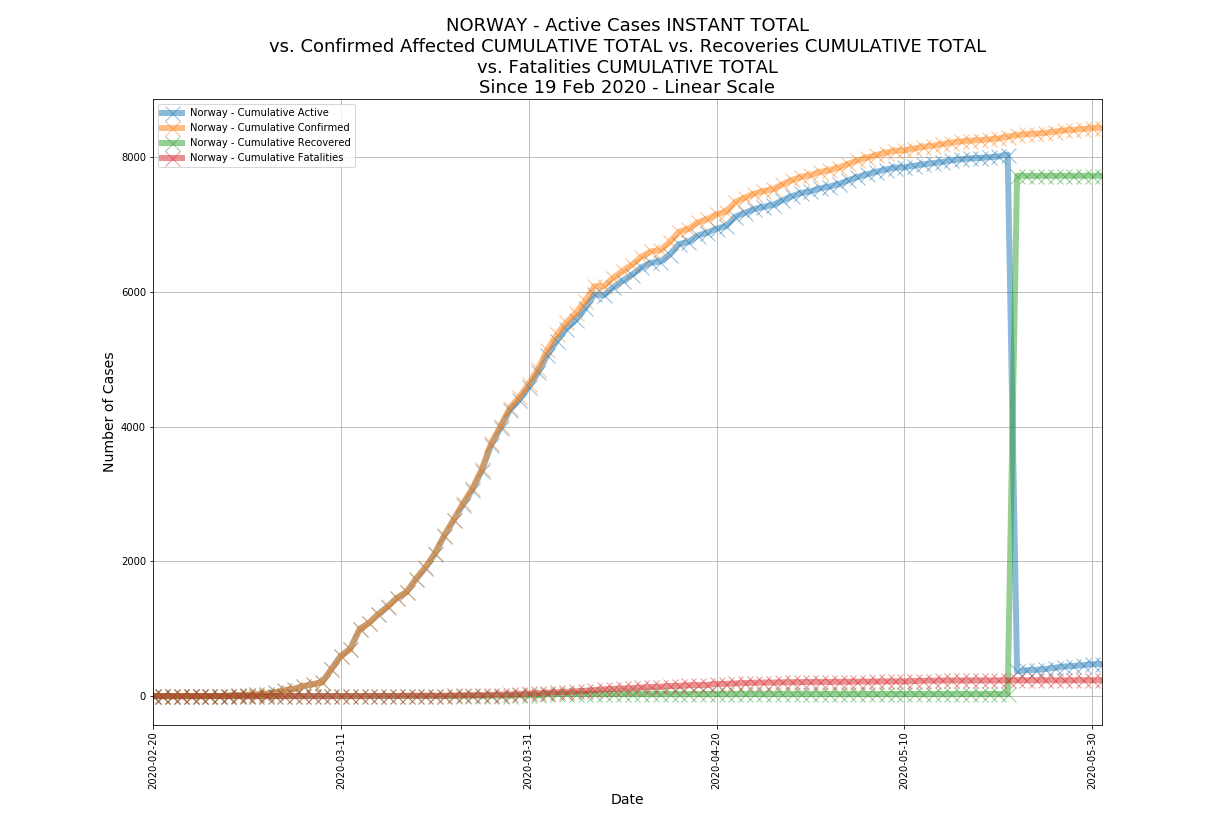 NORWAY - Active Cases INSTANT TOTAL
vs. Confirmed Affected CUMULATIVE TOTAL vs. Recoveries CUMULATIVE TOTAL
vs. Fatalities CUMULATIVE TOTAL
Since 19 Feb 2020 - Linear Scale
Norway - Cumulative Active
Norway - Cumulative Confirmed
Norway - Cumulative Recovered
Norway - Cumulative Fatalities
Number of Cases
8000
6000
4000
2000
0
2020-02-20
2020-03-11
2020-03-31
2020-04-20
2020-05-10
2020-05-30
Date